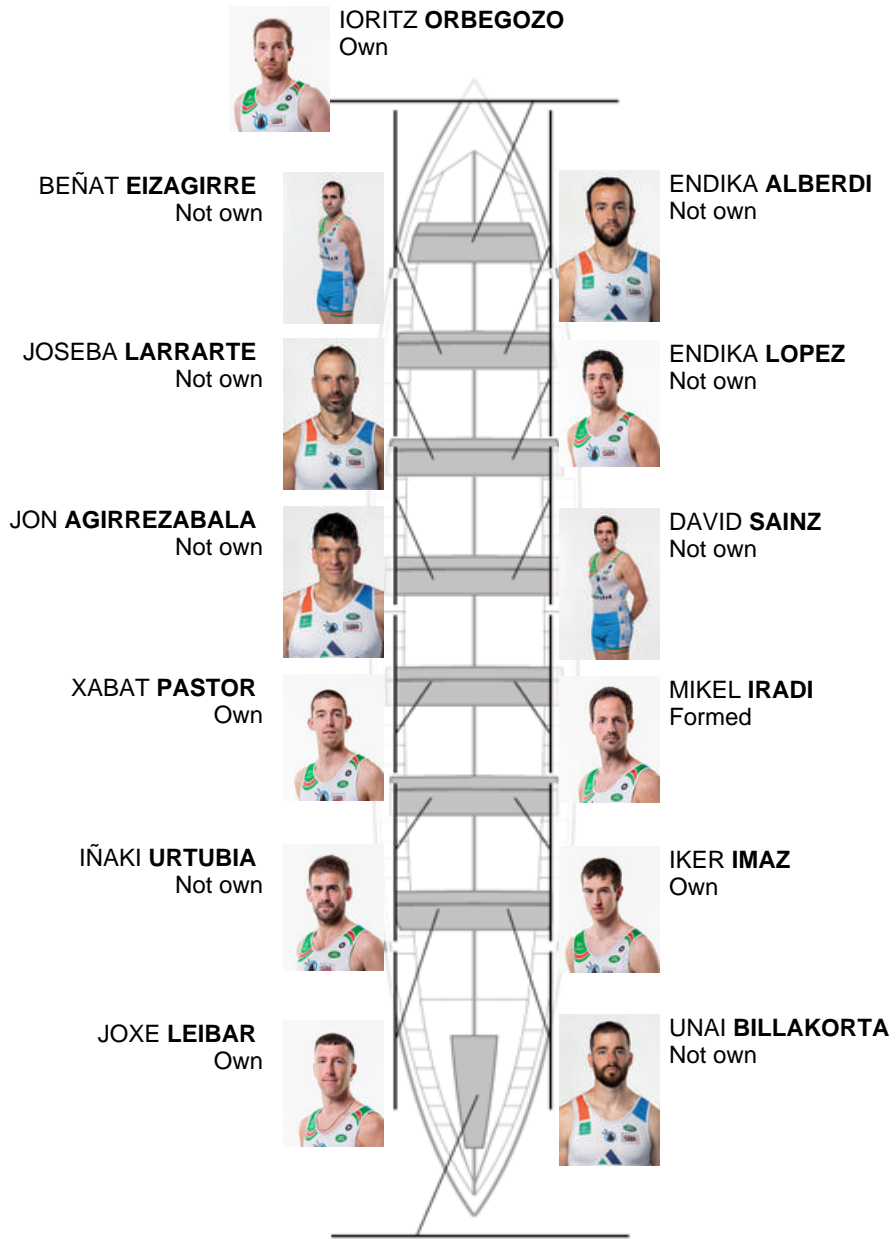 IORITZ ORBEGOZO
Own
BEÑAT EIZAGIRRE
Not own
ENDIKA ALBERDI
Not own
JOSEBA LARRARTE
Not own
ENDIKA LOPEZ
Not own
JON AGIRREZABALA
Not own
DAVID SAINZ
Not own
XABAT PASTOR
Own
MIKEL IRADI
Formed
IÑAKI URTUBIA
Not own
IKER IMAZ
Own
JOXE LEIBAR
Own
UNAI BILLAKORTA
Not own